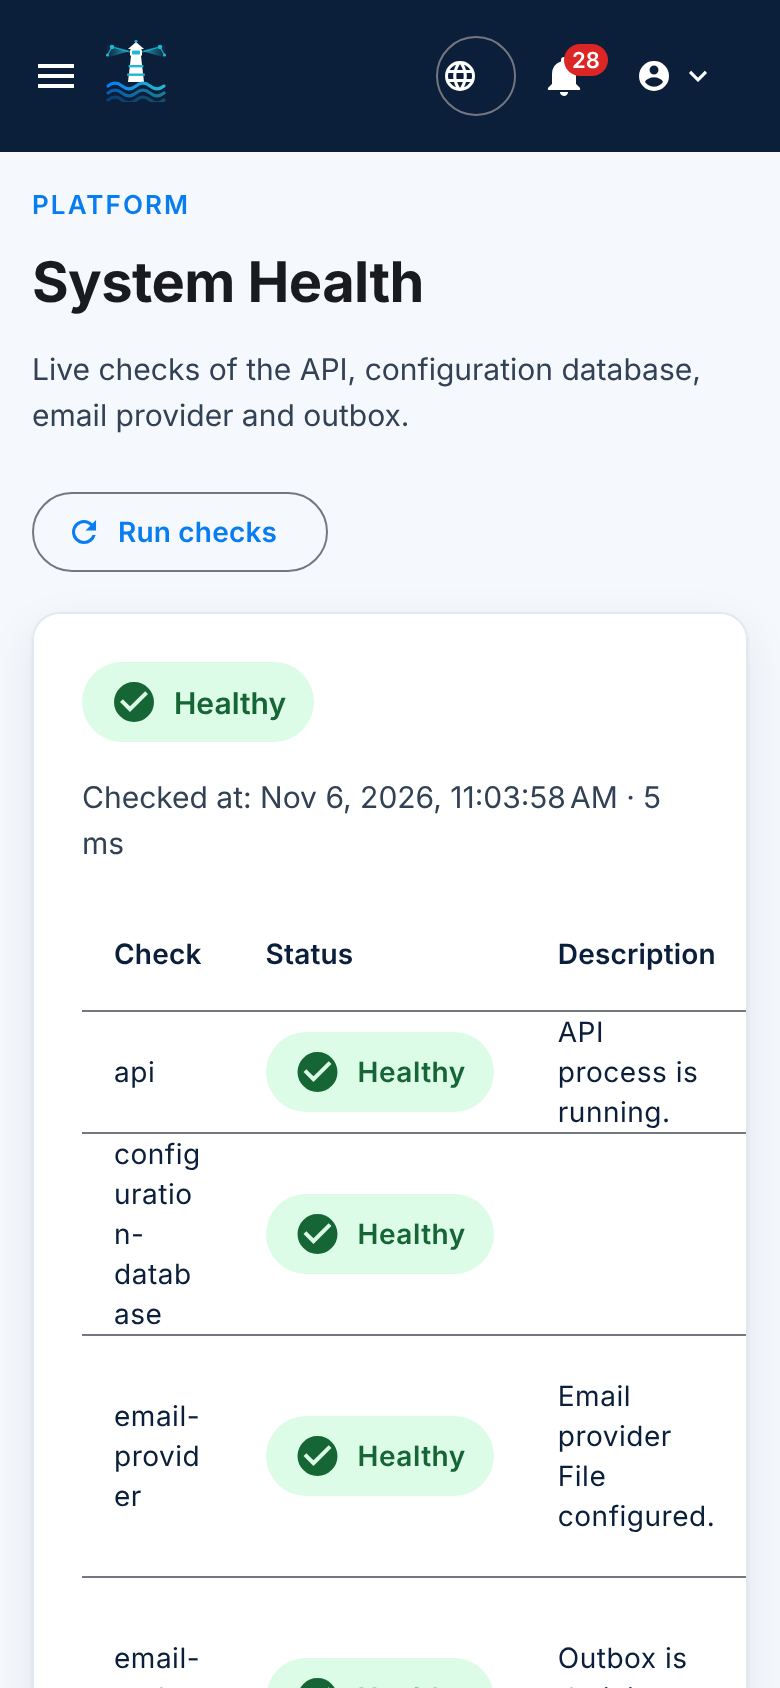 28
PLATFORM
System Health
Live checks of the API, configuration database,
email provider and outbox.
Run checks
Healthy
Checked at: Nov 6, 2026, 11:03:58 AM · 5
ms
Check Status Description
api Healthy API
process is
running.
config
uratio
n-
datab
ase
Healthy
email-
provid
er
Healthy
Email
provider
File
configured.
email-
Outbox is